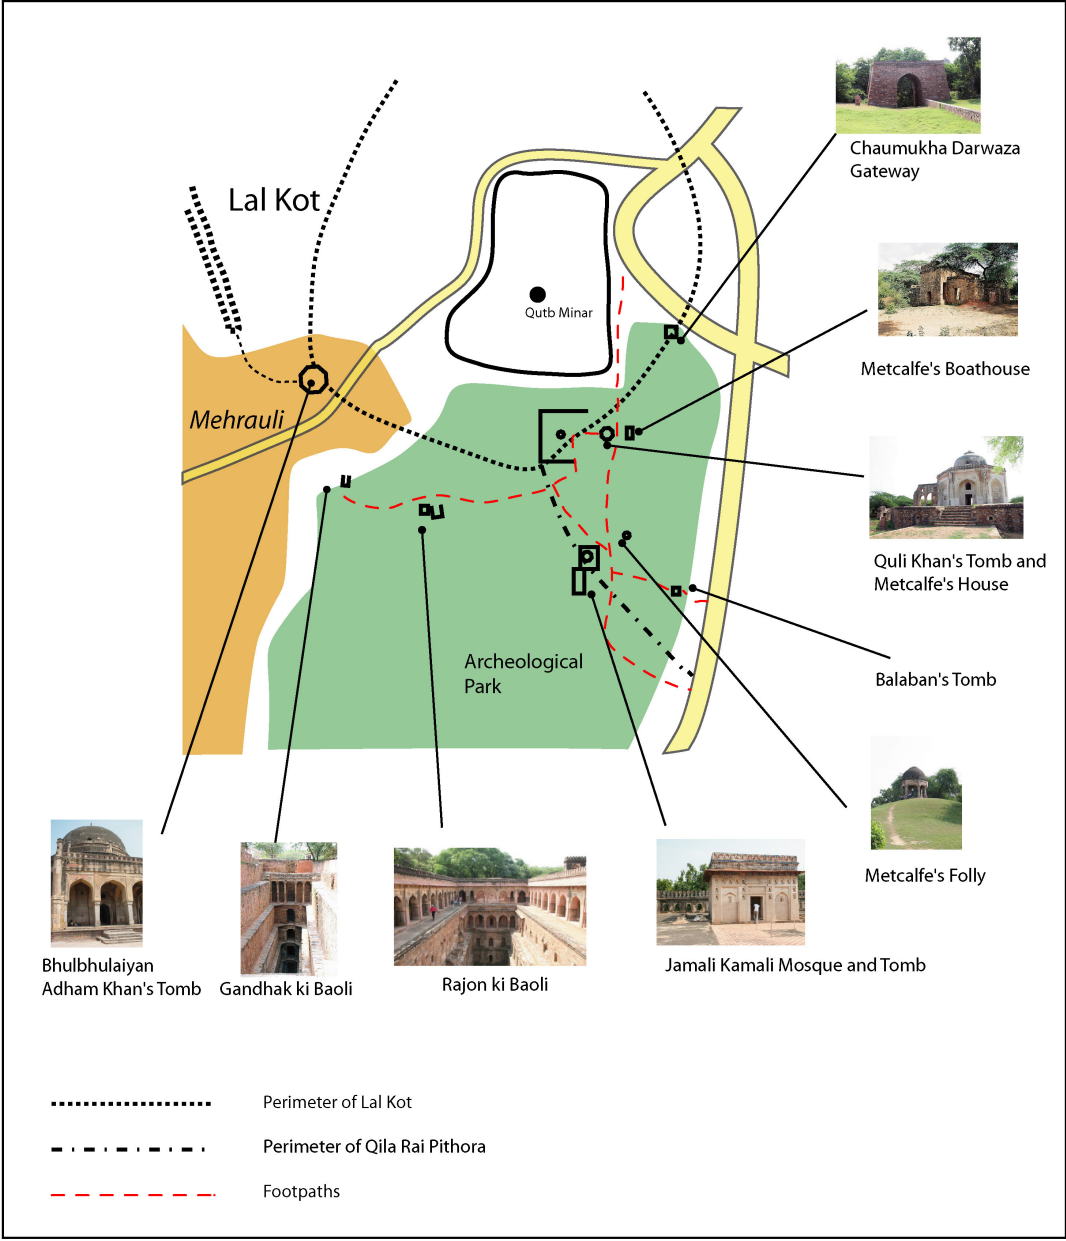 Chaumukha Darwaza
Gateway
Lal Kot
Qutb Minar
Metcalfe's Boathouse
Mehrauli
Quli Khan's Tomb and
Metcalfe's House
Archeological
Park
Balaban's Tomb
Metcalfe's Folly
Bhulbhulaiyan
Adham Khan's Tomb
Gandhak ki Baoli
Rajon ki Baoli
Jamali Kamali Mosque and Tomb
Perimeter of Lal Kot
Perimeter of Qila Rai Pithora
Footpaths